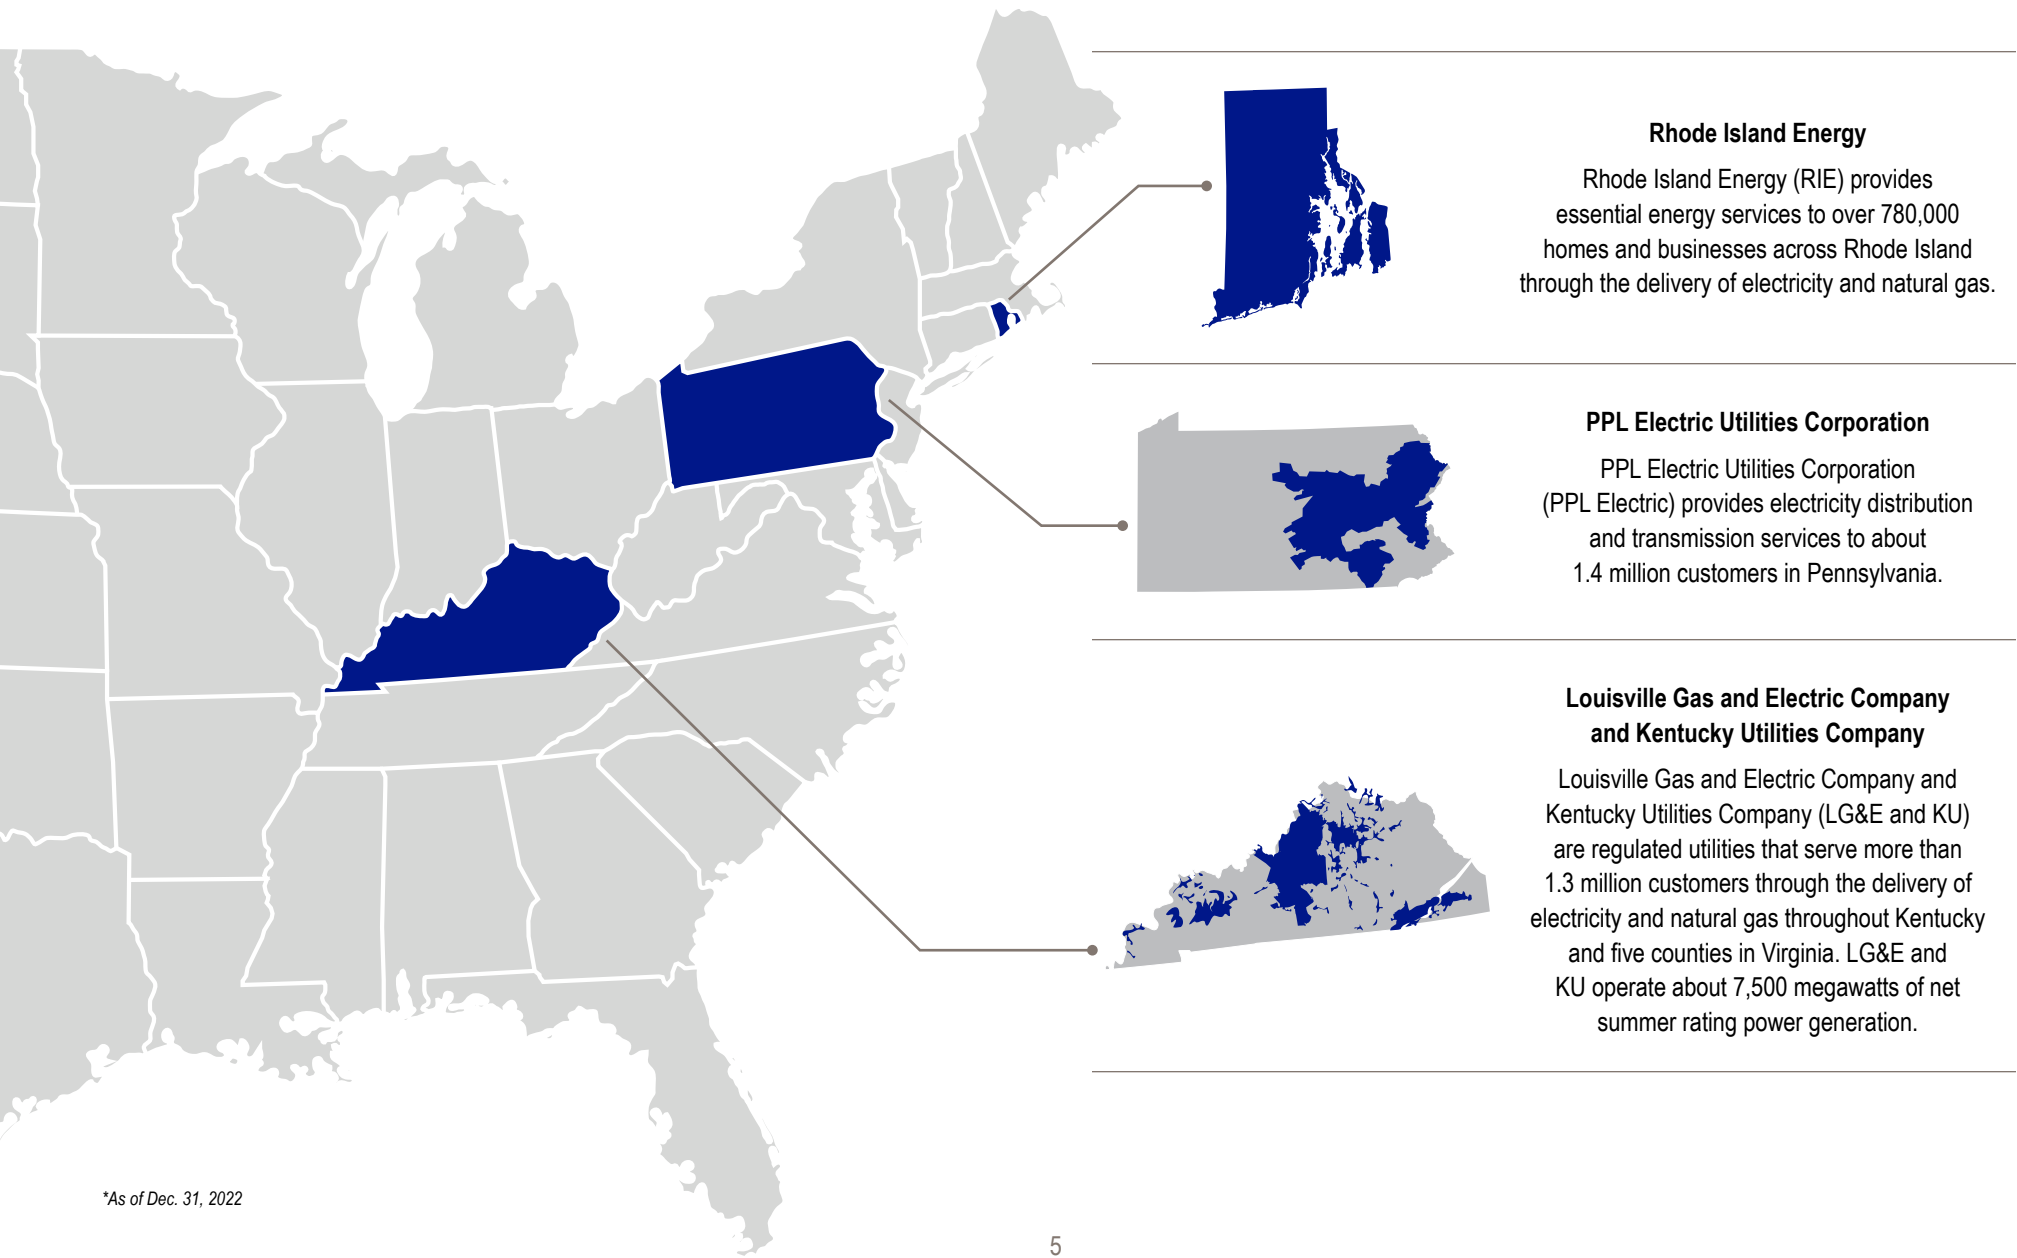 Rhode Island Energy
Rhode Island Energy (RIE) provides
essential energy services to over 780,000
homes and businesses across Rhode Island
through the delivery of electricity and natural gas.
PPL Electric Utilities Corporation
PPL Electric Utilities Corporation
(PPL Electric) provides electricity distribution
and transmission services to about
1.4 million customers in Pennsylvania.
Louisville Gas and Electric Company
and Kentucky Utilities Company
Louisville Gas and Electric Company and
Kentucky Utilities Company (LG&E and KU)
are regulated utilities that serve more than
1.3 million customers through the delivery of
electricity and natural gas throughout Kentucky
and five counties in Virginia. LG&E and
KU operate about 7,500 megawatts of net
summer rating power generation.
*As of Dec. 31, 2022
5